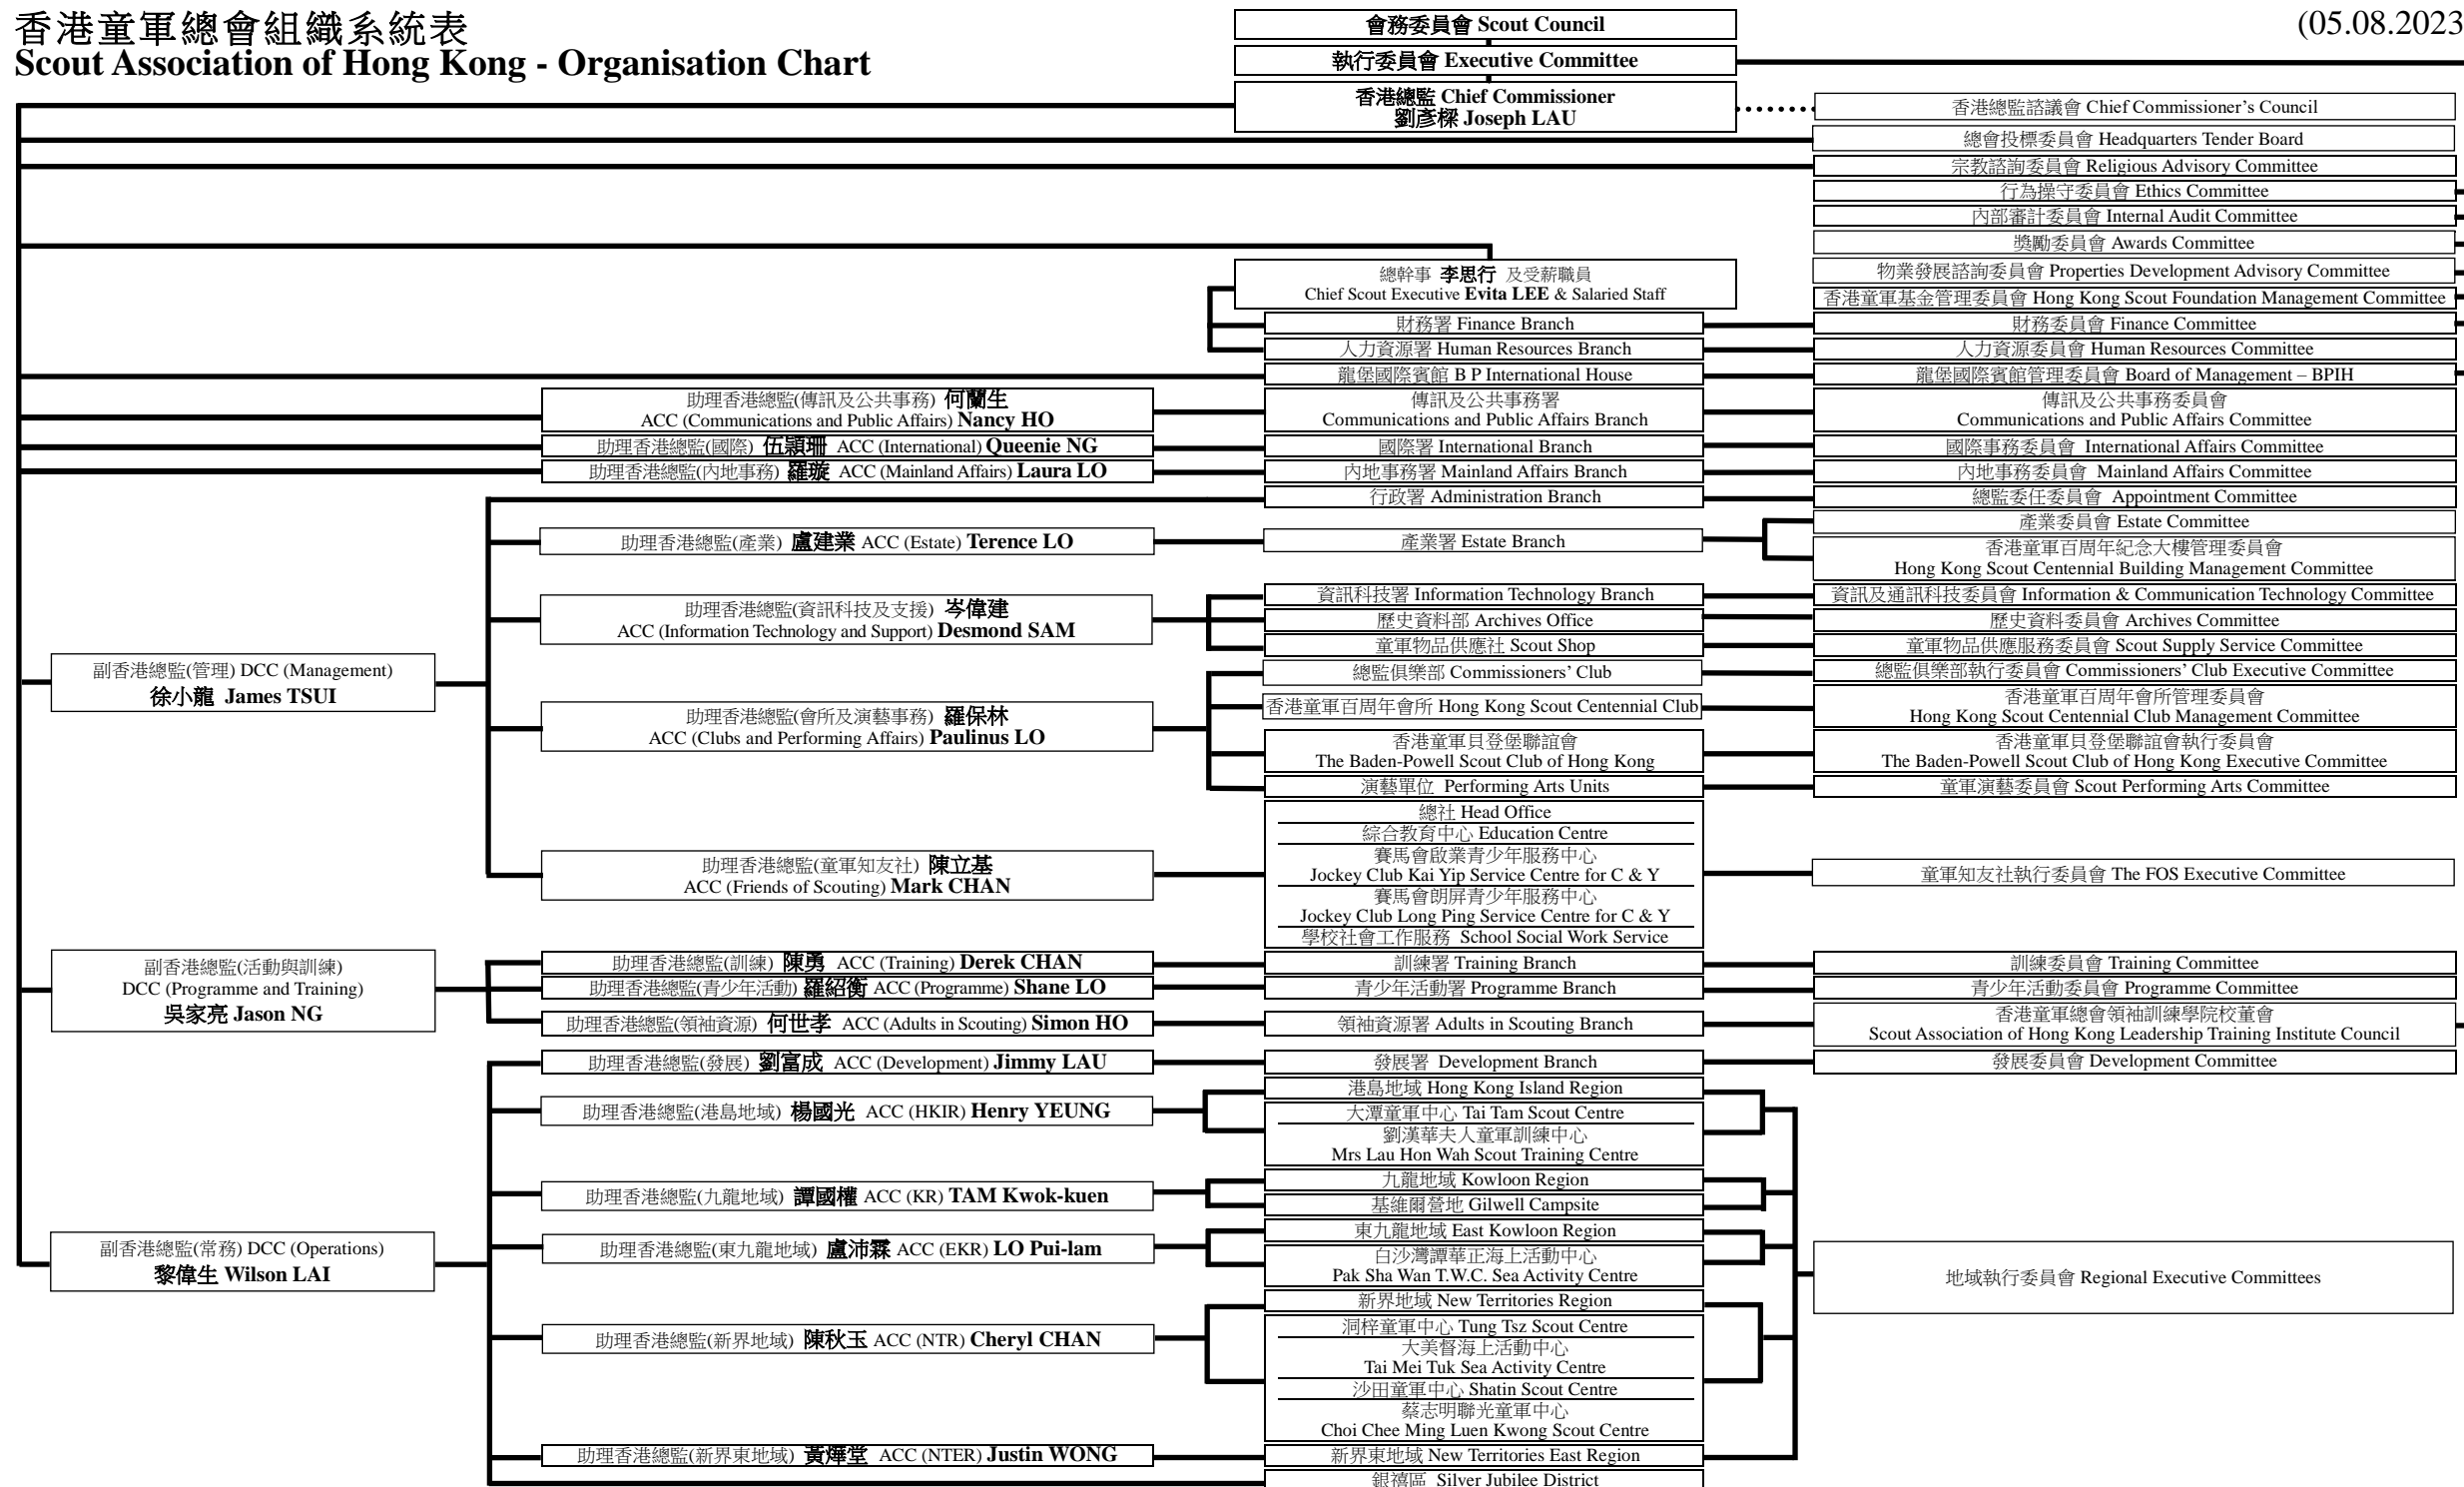 香港童軍總會組織系統表
Scout Association of Hong Kong - Organisation Chart
(05.08.2023
會務委員會 Scout Council
執行委員會 Executive Committee
香港總監 Chief Commissioner
劉彥樑 Joseph LAU
香港總監諮議會 Chief Commissioner's Council
總會投標委員會 Headquarters Tender Board
宗教諮詢委員會 Religious Advisory Committee
行為操守委員會 Ethics Committee
內部審計委員會 Internal Audit Committee
獎勵委員會 Awards Committee
總幹事 李思行 及受薪職員
Chief Scout Executive Evita LEE & Salaried Staff
物業發展諮詢委員會 Properties Development Advisory Committee
香港童軍基金管理委員會 Hong Kong Scout Foundation Management Committee
財務署 Finance Branch
財務委員會 Finance Committee
人力資源署 Human Resources Branch
人力資源委員會 Human Resources Committee
龍堡國際賓館 B P International House
龍堡國際賓館管理委員會 Board of Management – BPIH
助理香港總監(傳訊及公共事務) 何蘭生
ACC (Communications and Public Affairs) Nancy HO
傳訊及公共事務署
Communications and Public Affairs Branch
傳訊及公共事務委員會
Communications and Public Affairs Committee
助理香港總監(國際) 伍穎珊 ACC (International) Queenie NG
國際署 International Branch
國際事務委員會 International Affairs Committee
助理香港總監(內地事務) 羅璇 ACC (Mainland Affairs) Laura LO
內地事務署 Mainland Affairs Branch
內地事務委員會 Mainland Affairs Committee
行政署 Administration Branch
總監委任委員會 Appointment Committee
助理香港總監(產業) 盧建業 ACC (Estate) Terence LO
產業署 Estate Branch
產業委員會 Estate Committee
香港童軍百周年紀念大樓管理委員會
Hong Kong Scout Centennial Building Management Committee
助理香港總監(資訊科技及支援) 岑偉建
ACC (Information Technology and Support) Desmond SAM
資訊科技署 Information Technology Branch
資訊及通訊科技委員會 Information & Communication Technology Committee
歷史資料部 Archives Office
歷史資料委員會 Archives Committee
童軍物品供應社 Scout Shop
童軍物品供應服務委員會 Scout Supply Service Committee
副香港總監(管理) DCC (Management)
徐小龍 James TSUI
助理香港總監(會所及演藝事務) 羅保林
ACC (Clubs and Performing Affairs) Paulinus LO
總監俱樂部 Commissioners' Club
總監俱樂部執行委員會 Commissioners' Club Executive Committee
香港童軍百周年會所 Hong Kong Scout Centennial Club
香港童軍百周年會所管理委員會
Hong Kong Scout Centennial Club Management Committee
香港童軍貝登堡聯誼會
The Baden-Powell Scout Club of Hong Kong
香港童軍貝登堡聯誼會執行委員會
The Baden-Powell Scout Club of Hong Kong Executive Committee
演藝單位 Performing Arts Units
童軍演藝委員會 Scout Performing Arts Committee
助理香港總監(童軍知友社) 陳立基
ACC (Friends of Scouting) Mark CHAN
總社 Head Office
綜合教育中心 Education Centre
賽馬會啟業青少年服務中心
Jockey Club Kai Yip Service Centre for C & Y
賽馬會朗屏青少年服務中心
Jockey Club Long Ping Service Centre for C & Y
學校社會工作服務 School Social Work Service
童軍知友社執行委員會 The FOS Executive Committee
副香港總監(活動與訓練)
DCC (Programme and Training)
吳家亮 Jason NG
助理香港總監(訓練) 陳勇 ACC (Training) Derek CHAN
訓練署 Training Branch
訓練委員會 Training Committee
助理香港總監(青少年活動) 羅紹衡 ACC (Programme) Shane LO
青少年活動署 Programme Branch
青少年活動委員會 Programme Committee
助理香港總監(領袖資源) 何世孝 ACC (Adults in Scouting) Simon HO
領袖資源署 Adults in Scouting Branch
香港童軍總會領袖訓練學院校董會
Scout Association of Hong Kong Leadership Training Institute Council
副香港總監(常務) DCC (Operations)
黎偉生 Wilson LAI
助理香港總監(發展) 劉富成 ACC (Development) Jimmy LAU
發展署 Development Branch
發展委員會 Development Committee
助理香港總監(港島地域) 楊國光 ACC (HKIR) Henry YEUNG
港島地域 Hong Kong Island Region
大潭童軍中心 Tai Tam Scout Centre
劉漢華夫人童軍訓練中心
Mrs Lau Hon Wah Scout Training Centre
助理香港總監(九龍地域) 譚國權 ACC (KR) TAM Kwok-kuen
九龍地域 Kowloon Region
基維爾營地 Gilwell Campsite
助理香港總監(東九龍地域) 盧沛霖 ACC (EKR) LO Pui-lam
東九龍地域 East Kowloon Region
白沙灣譚華正海上活動中心
Pak Sha Wan T.W.C. Sea Activity Centre
地域執行委員會 Regional Executive Committees
助理香港總監(新界地域) 陳秋玉 ACC (NTR) Cheryl CHAN
新界地域 New Territories Region
洞梓童軍中心 Tung Tsz Scout Centre
大美督海上活動中心
Tai Mei Tuk Sea Activity Centre
沙田童軍中心 Shatin Scout Centre
蔡志明聯光童軍中心
Choi Chee Ming Luen Kwong Scout Centre
助理香港總監(新界東地域) 黃燡堂 ACC (NTER) Justin WONG
新界東地域 New Territories East Region
銀禧區 Silver Jubilee District